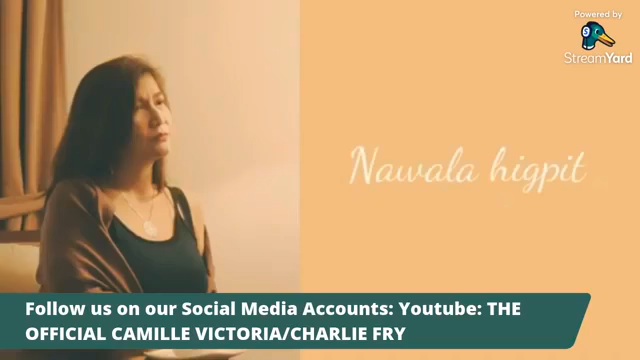 Powered by
StreamYard
Nawala higpit
Follow us on our Social Media Accounts: Youtube: THE
OFFICIAL CAMILLE VICTORIA/CHARLIE FRY